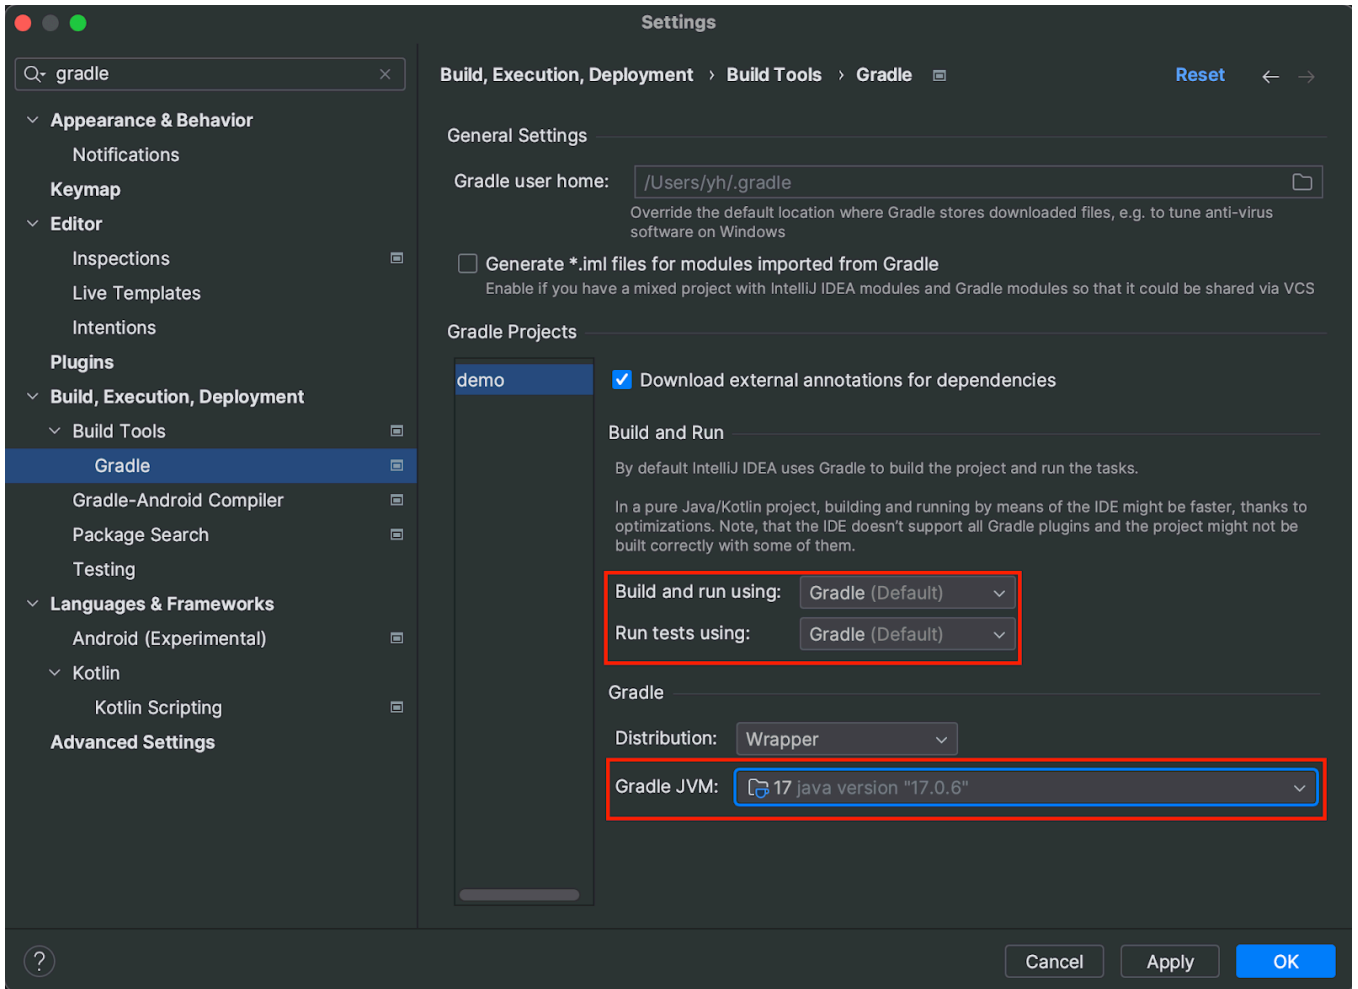 Settings
gradle
Appearance & Behavior
Notifications
Keymap
Editor
Inspections
Live Templates
Intentions
Plugins
Build, Execution, Deployment
Build Tools
Gradle
Gradle-Android Compiler
Package Search
Testing
Languages & Frameworks
Android (Experimental)
Kotlin
Kotlin Scripting
Advanced Settings
Build, Execution, Deployment › Build Tools › Gradle
Reset
General Settings
Gradle user home: /Users/yh/.gradle
Override the default location where Gradle stores downloaded files, e.g. to tune anti-virus
software on Windows
Generate *.iml files for modules imported from Gradle
Enable if you have a mixed project with IntelliJ IDEA modules and Gradle modules so that it could be shared via VCS
Gradle Projects
demo
Download external annotations for dependencies
Build and Run
By default IntelliJ IDEA uses Gradle to build the project and run the tasks.
In a pure Java/Kotlin project, building and running by means of the IDE might be faster, thanks to
optimizations. Note, that the IDE doesn't support all Gradle plugins and the project might not be
built correctly with some of them.
Build and run using: Gradle (Default)
Run tests using: Gradle (Default)
Gradle
Distribution: Wrapper
Gradle JVM: 17 java version "17.0.6"
?
Cancel
Apply
OK